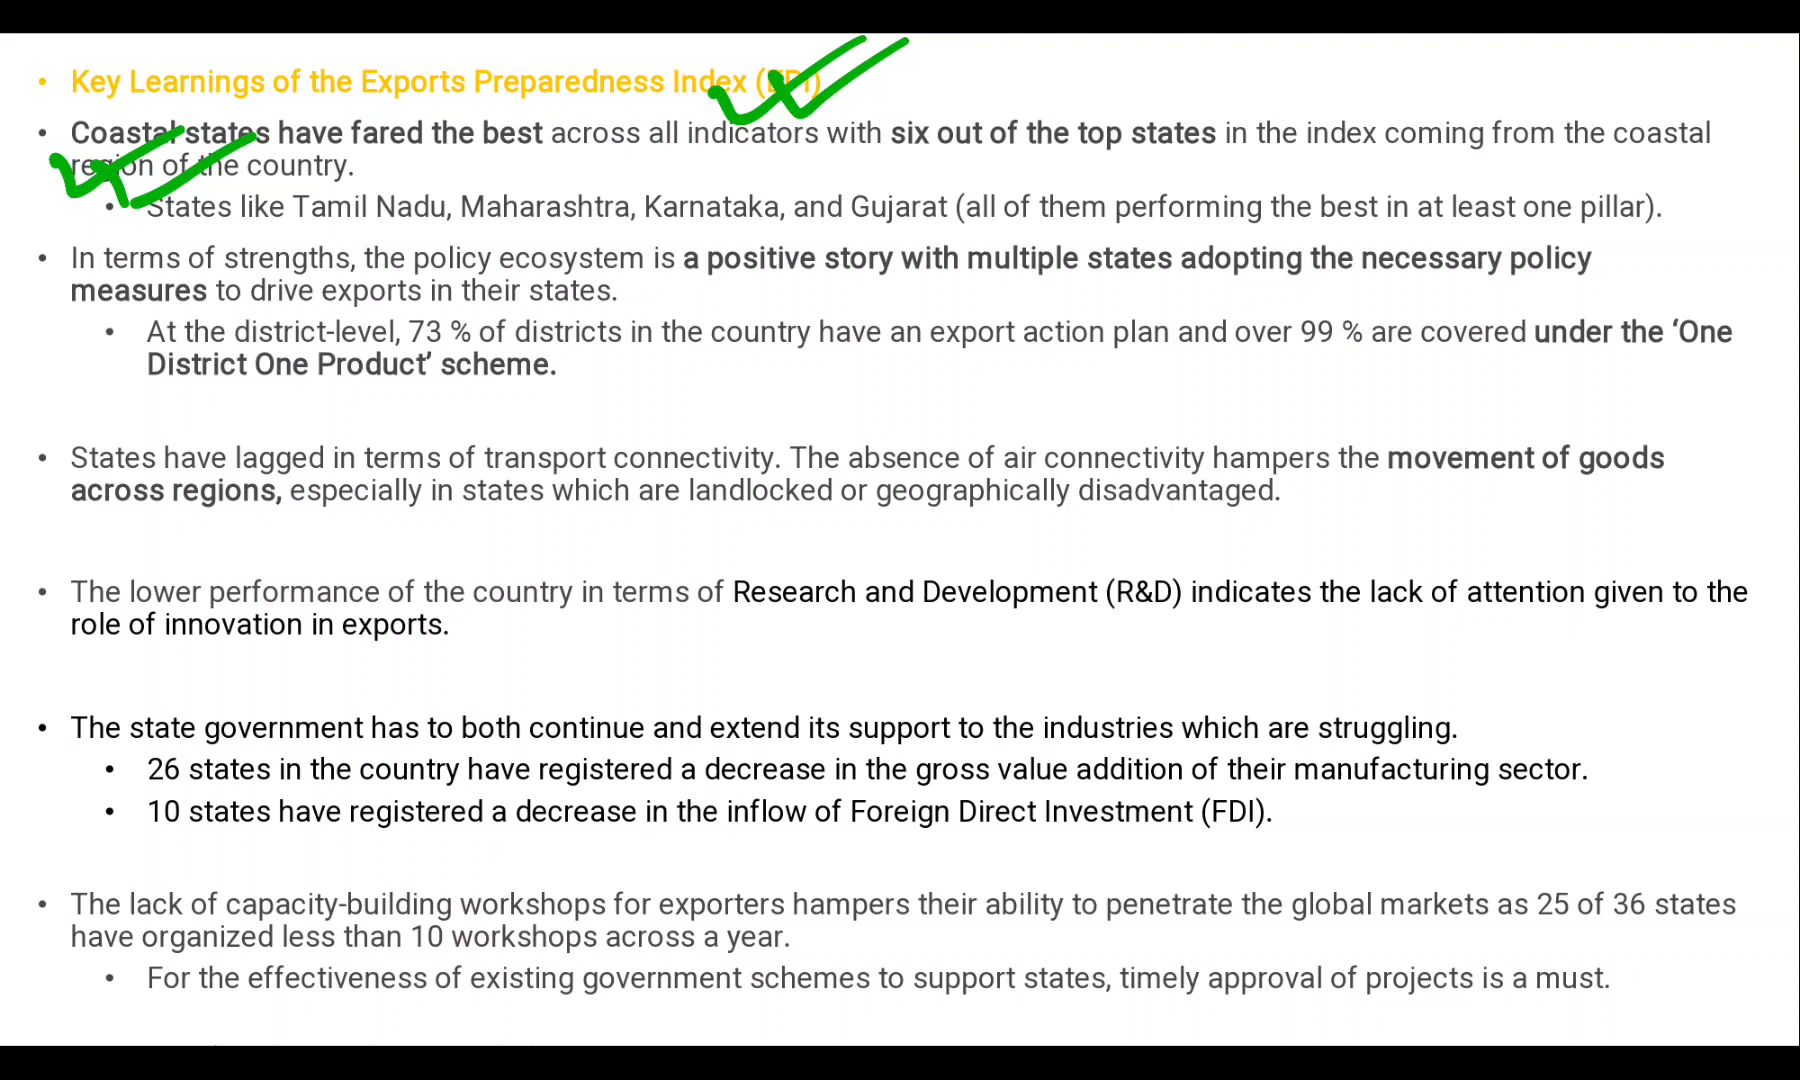 • Key Learnings of the Exports Preparedness Index (EPI)
• Coastal states have fared the best across all indicators with six out of the top states in the index coming from the coastal
region of the country.
• States like Tamil Nadu, Maharashtra, Karnataka, and Gujarat (all of them performing the best in at least one pillar).
• In terms of strengths, the policy ecosystem is a positive story with multiple states adopting the necessary policy
measures to drive exports in their states.
• At the district-level, 73 % of districts in the country have an export action plan and over 99 % are covered under the ‘One
District One Product’ scheme.
• States have lagged in terms of transport connectivity. The absence of air connectivity hampers the movement of goods
across regions, especially in states which are landlocked or geographically disadvantaged.
• The lower performance of the country in terms of Research and Development (R&D) indicates the lack of attention given to the
role of innovation in exports.
• The state government has to both continue and extend its support to the industries which are struggling.
• 26 states in the country have registered a decrease in the gross value addition of their manufacturing sector.
• 10 states have registered a decrease in the inflow of Foreign Direct Investment (FDI).
• The lack of capacity-building workshops for exporters hampers their ability to penetrate the global markets as 25 of 36 states
have organized less than 10 workshops across a year.
• For the effectiveness of existing government schemes to support states, timely approval of projects is a must.